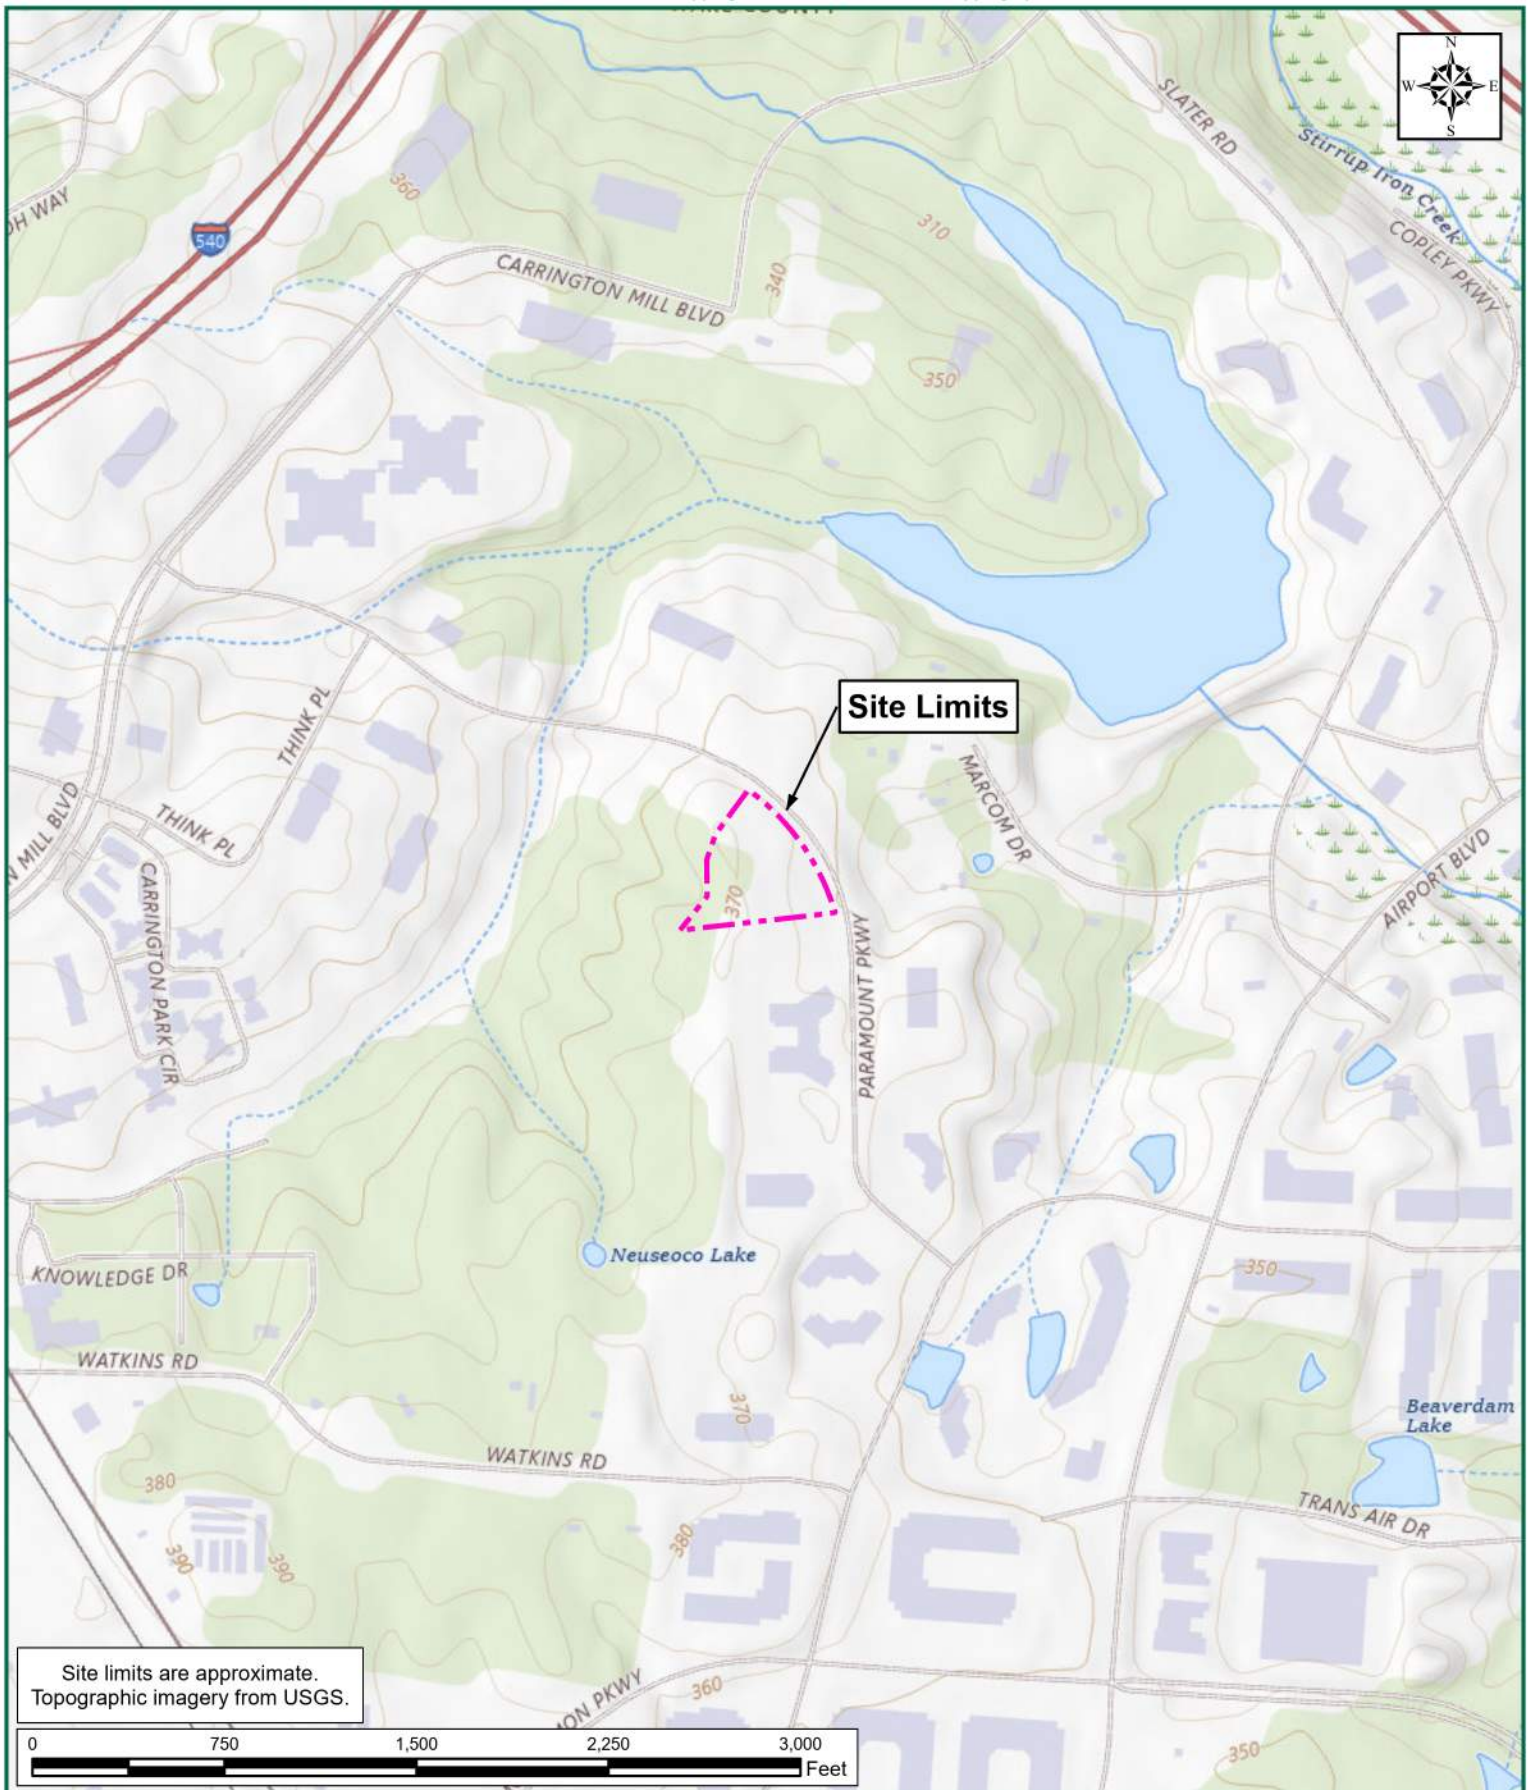 N
W E
S
SLATER RD
Stirrup Iron Creek
COPLEY PKWY
540
360
310
CARRINGTON MILL BLVD
340
350
Site Limits
THINK PL
MARCOM DR
THINK PL
MILL BLVD
CARRINGTON PARK CIR
370
AIRPORT BLVD
PARAMOUNT PKWY
Neuseoco Lake
KNOWLEDGE DR
350
WATKINS RD
370
Beaverdam
Lake
WATKINS RD
380
TRANS AIR DR
380
390
390
Site limits are approximate.
Topographic imagery from USGS.
PKWY
360
350
0 750 1,500 2,250 3,000
Feet